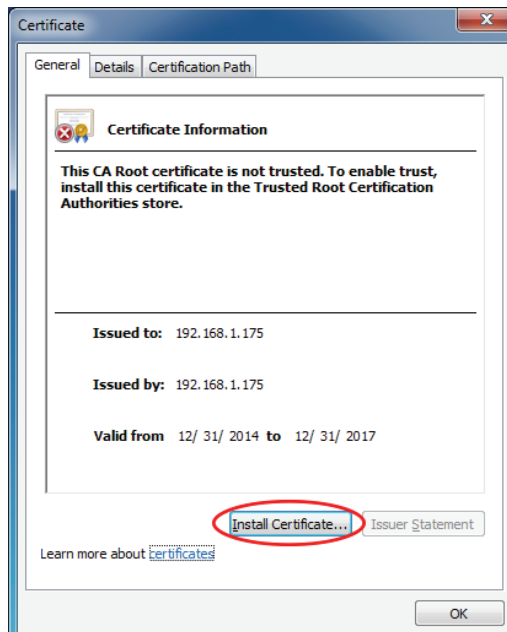 Certificate
General Details Certification Path
Certificate Information
This CA Root certificate is not trusted. To enable trust,
install this certificate in the Trusted Root Certification
Authorities store.
Issued to: 192.168.1.175
Issued by: 192.168.1.175
Valid from 12/ 31/ 2014 to 12/ 31/ 2017
Install Certificate... Issuer Statement
Learn more about certificates
OK